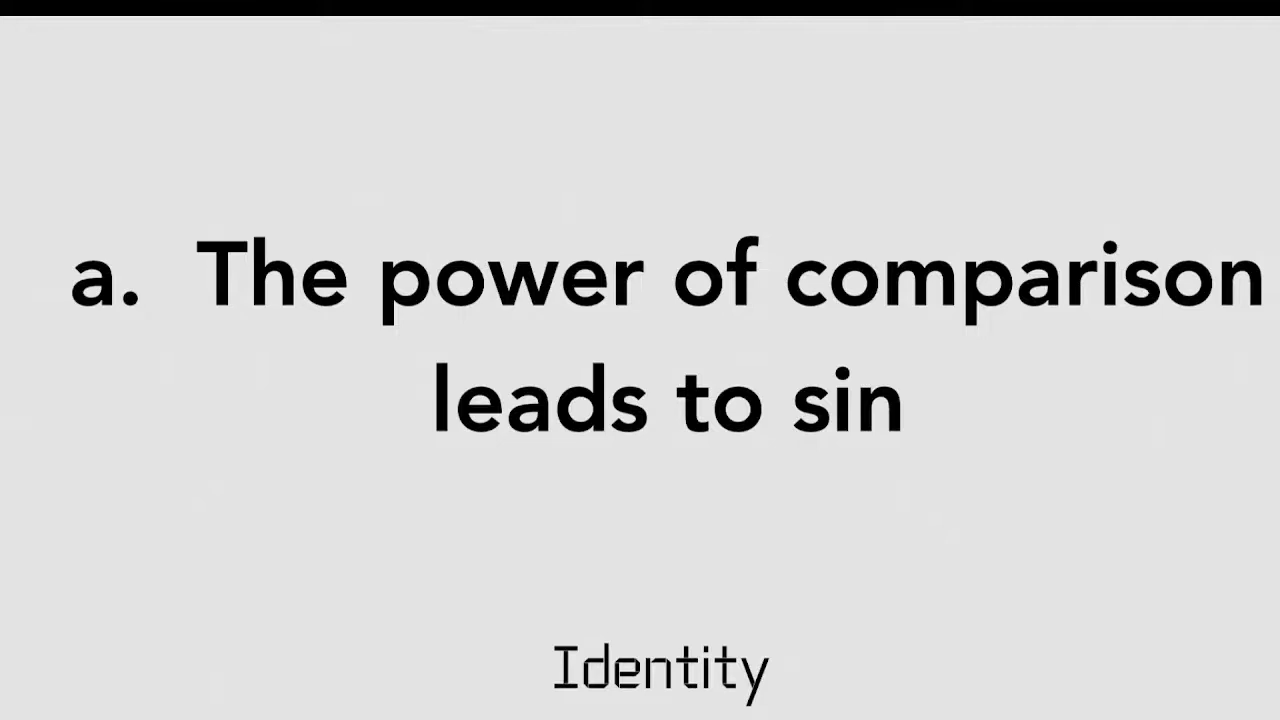 a. The power of comparison
leads to sin
Identity